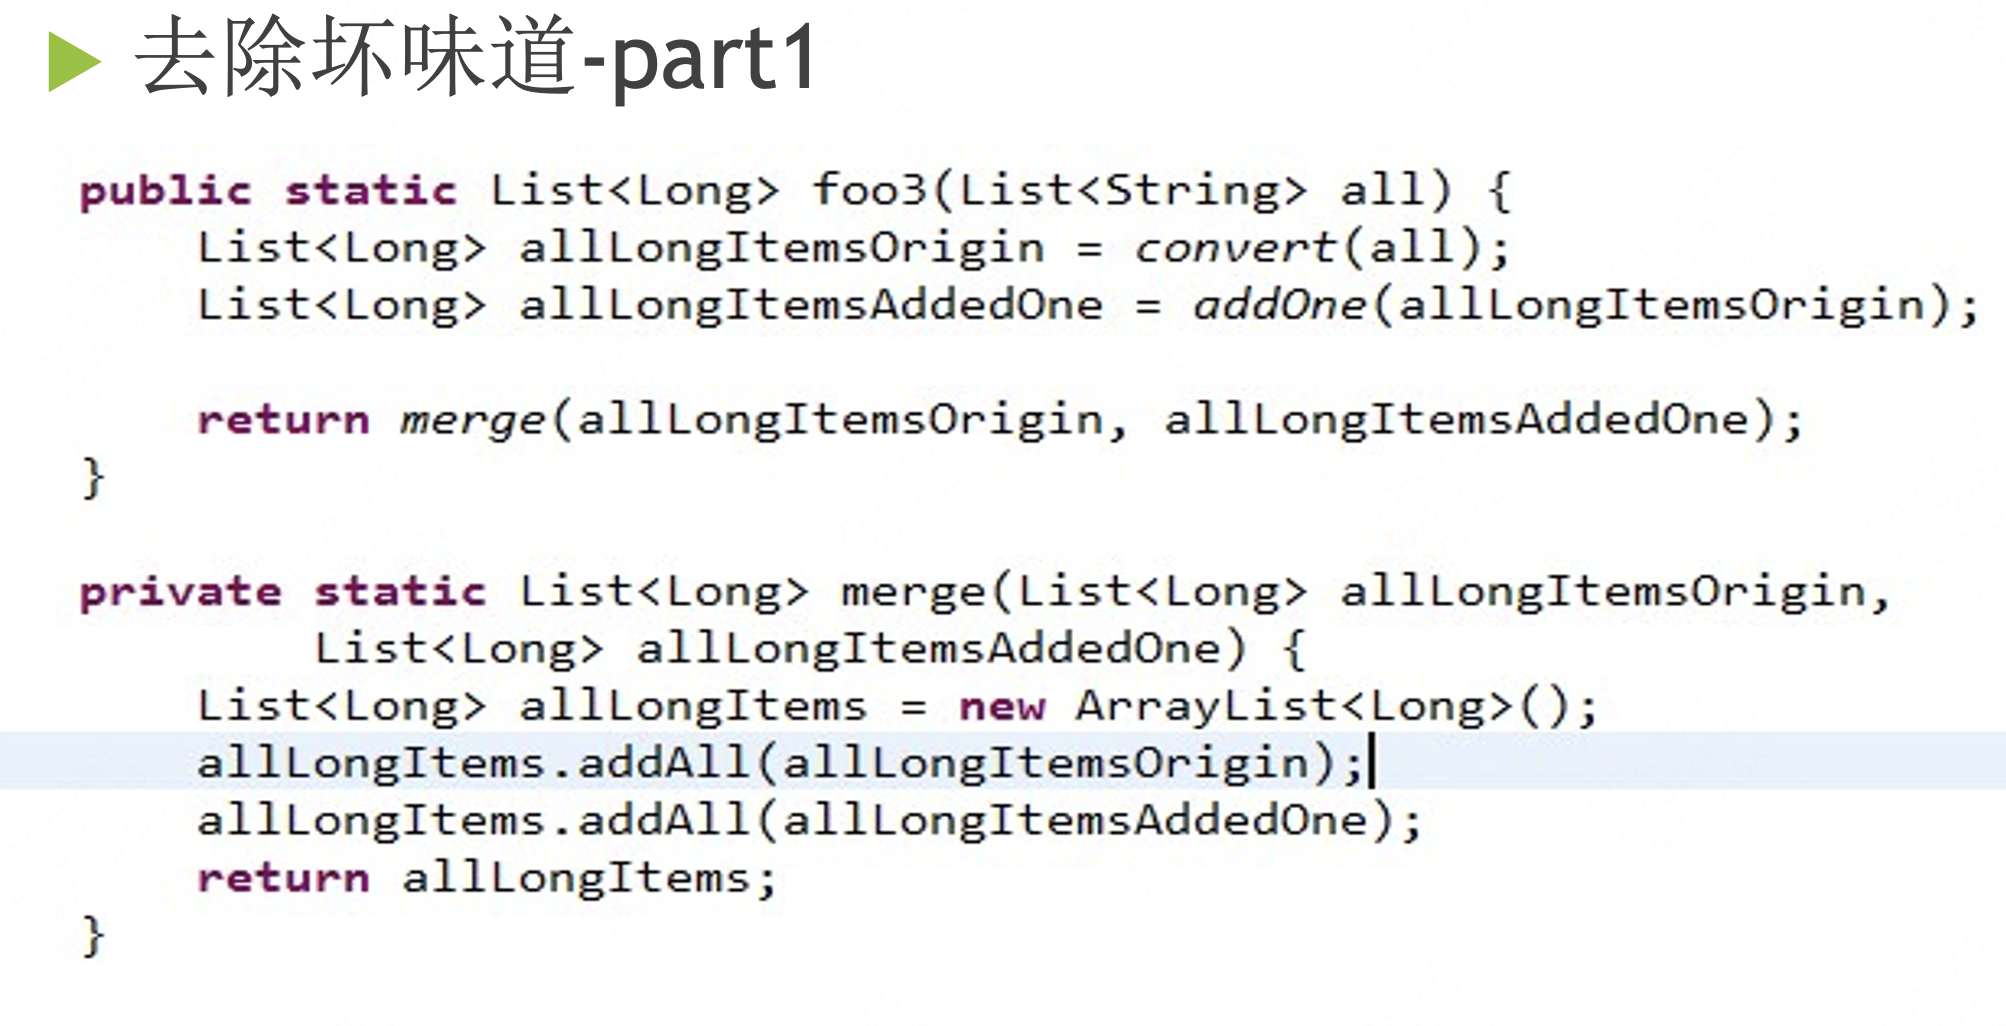 去除坏味道-part1
public static List<Long> foo3(List<String> all) {
    List<Long> allLongItemsOrigin = convert(all);
    List<Long> allLongItemsAddedOne = addOne(allLongItemsOrigin);
    return merge(allLongItemsOrigin, allLongItemsAddedOne);
}
private static List<Long> merge(List<Long> allLongItemsOrigin,
        List<Long> allLongItemsAddedOne) {
    List<Long> allLongItems = new ArrayList<Long>();
    allLongItems.addAll(allLongItemsOrigin);
    allLongItems.addAll(allLongItemsAddedOne);
    return allLongItems;
}